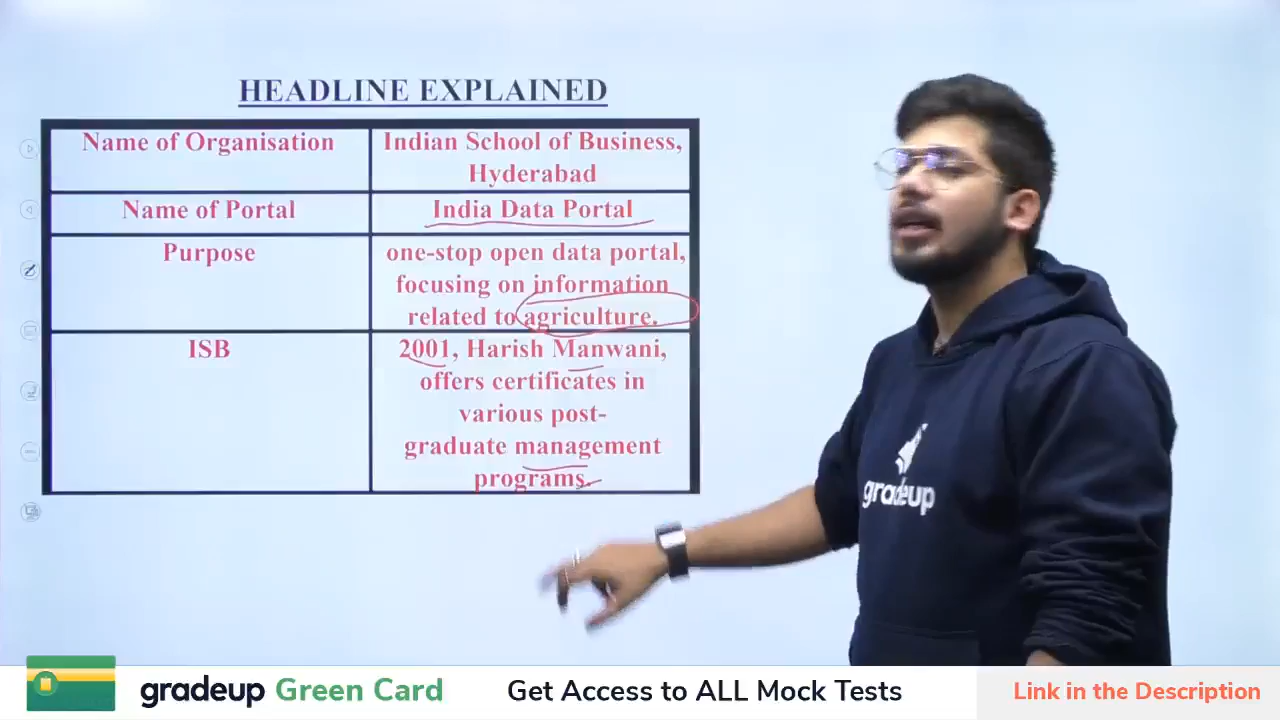 HEADLINE EXPLAINED
Name of Organisation
Indian School of Business,
Hyderabad
Name of Portal
India Data Portal
Purpose
one-stop open data portal,
focusing on information
related to agriculture.
ISB
2001, Harish Manwani,
offers certificates in
various post-
graduate management
programs.
gradeup
gradeup Green Card
Get Access to ALL Mock Tests
Link in the Description